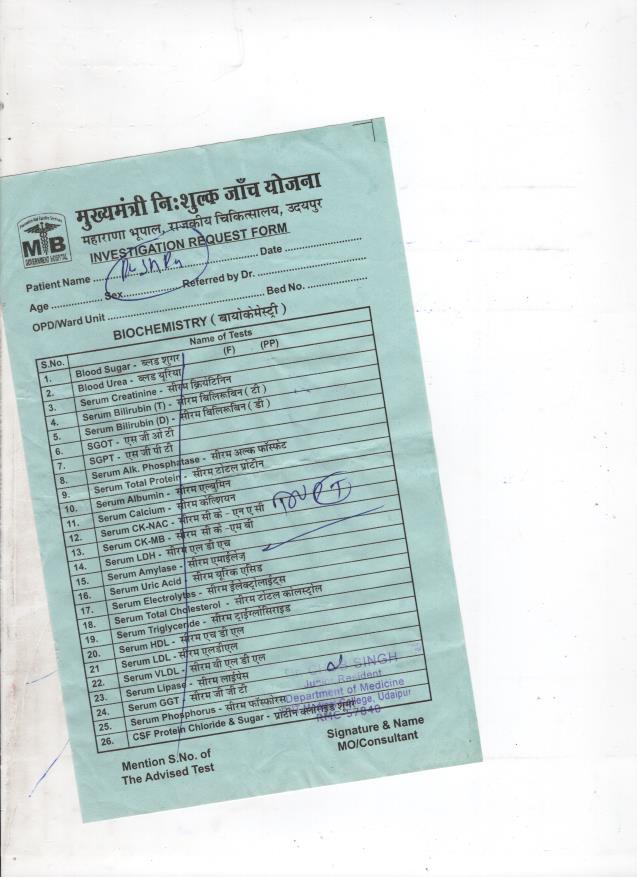 मुख्यमंत्री नि:शुल्क जाँच योजना
महाराणा भूपाल, राजकीय चिकित्सालय, उदयपुर
INVESTIGATION REQUEST FORM
MB
GOVERNMENT HOSPITAL
Patient Name ........ Date ........
Age ........ Sex ........ Referred by Dr. ........
OPD/Ward Unit ........ Bed No. ........
BIOCHEMISTRY ( बायोकेमेस्ट्री )
S.No. Name of Tests
1. Blood Sugar - ब्लड शुगर (F) (PP)
2. Blood Urea - ब्लड यूरिया
3. Serum Creatinine - सीरम क्रियेटिनिन
4. Serum Bilirubin (T) - सीरम बिलिरूबिन ( टी )
5. Serum Bilirubin (D) - सीरम बिलिरूबिन ( डी )
6. SGOT - एस जी ओ टी
7. SGPT - एस जी पी टी
8. Serum Alk. Phosphatase - सीरम अल्क फॉस्फेट
9. Serum Total Protein - सीरम टोटल प्रोटीन
10. Serum Albumin - सीरम एल्बुमिन
11. Serum Calcium - सीरम केल्शियन
12. Serum CK-NAC - सीरम सी के - एन ए सी
13. Serum CK-MB - सीरम सी के -एम बी
14. Serum LDH - सीरम एल डी एच
15. Serum Amylase - सीरम एमाईलेज़
16. Serum Uric Acid - सीरम यूरिक एसिड
17. Serum Electrolytes - सीरम ईलेक्ट्रोलाईट्स
18. Serum Total Cholesterol - सीरम टोटल कोलस्ट्रोल
19. Serum Triglyceride - सीरम ट्राईग्लोसिराइड
20. Serum HDL - सीरम एच डी एल
21 Serum LDL - सीरम एलडीएल
22. Serum VLDL - सीरम वी एल डी एल
23. Serum Lipase - सीरम लाईपेस
24. Serum GGT - सीरम जी जी टी
25. Serum Phosphorus - सीरम फॉस्फोरस
26. CSF Protein Chloride & Sugar - प्रोटीन क्लोराइड शुगर
SINGH
Junior Resident
Department of Medicine
College, Udaipur
Mention S.No. of
The Advised Test
Signature & Name
MO/Consultant